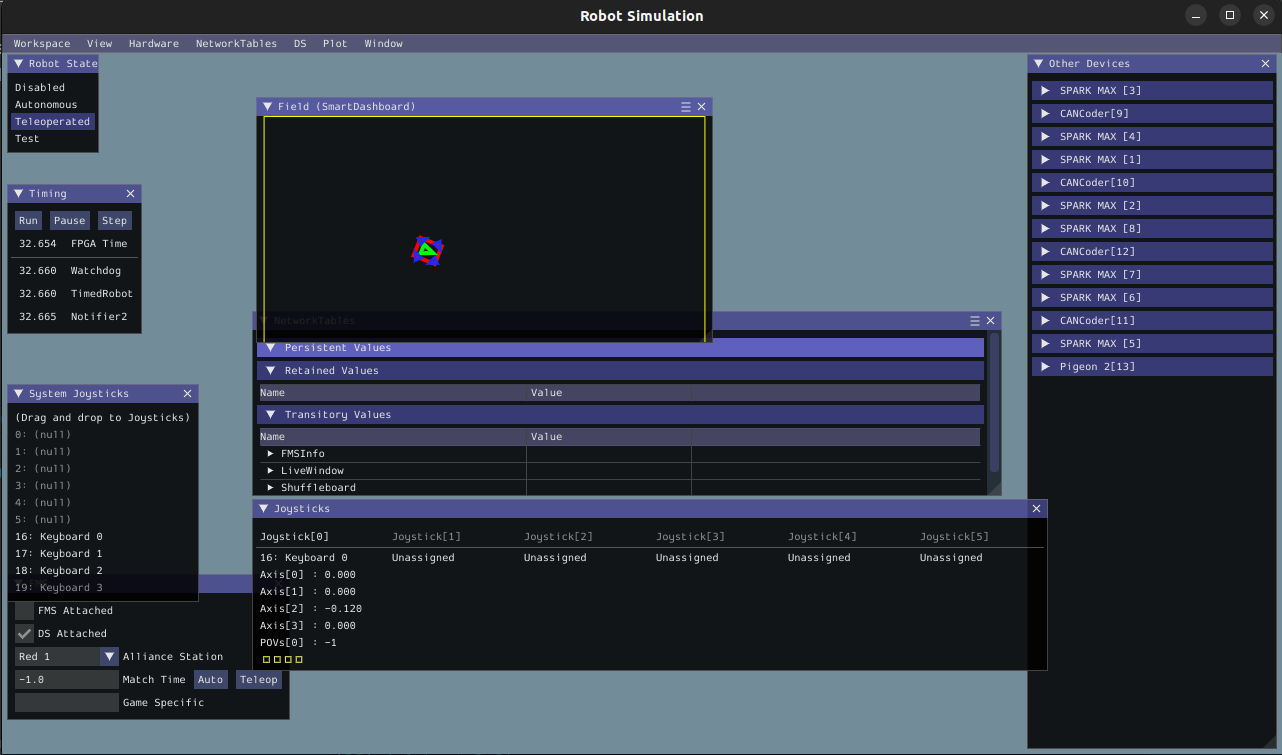 Robot Simulation
Workspace View Hardware NetworkTables DS Plot Window
Robot State
Disabled
Autonomous
Teleoperated
Test
Timing
Run Pause Step
32.654 FPGA Time
32.660 Watchdog
32.660 TimedRobot
32.665 Notifier2
System Joysticks
(Drag and drop to Joysticks)
0: (null)
1: (null)
2: (null)
3: (null)
4: (null)
5: (null)
16: Keyboard 0
17: Keyboard 1
18: Keyboard 2
19: Keyboard 3
FMS Attached
DS Attached
Red 1 Alliance Station
-1.0 Match Time Auto Teleop
Game Specific
Field (SmartDashboard)
NetworkTables
Persistent Values
Retained Values
Name Value
Transitory Values
Name Value
FMSInfo
LiveWindow
Shuffleboard
Joysticks
Joystick[0] Joystick[1] Joystick[2] Joystick[3] Joystick[4] Joystick[5]
16: Keyboard 0 Unassigned Unassigned Unassigned Unassigned Unassigned
Axis[0] : 0.000
Axis[1] : 0.000
Axis[2] : -0.120
Axis[3] : 0.000
POVs[0] : -1
Other Devices
SPARK MAX [3]
CANCoder[9]
SPARK MAX [4]
SPARK MAX [1]
CANCoder[10]
SPARK MAX [2]
SPARK MAX [8]
CANCoder[12]
SPARK MAX [7]
SPARK MAX [6]
CANCoder[11]
SPARK MAX [5]
Pigeon 2[13]